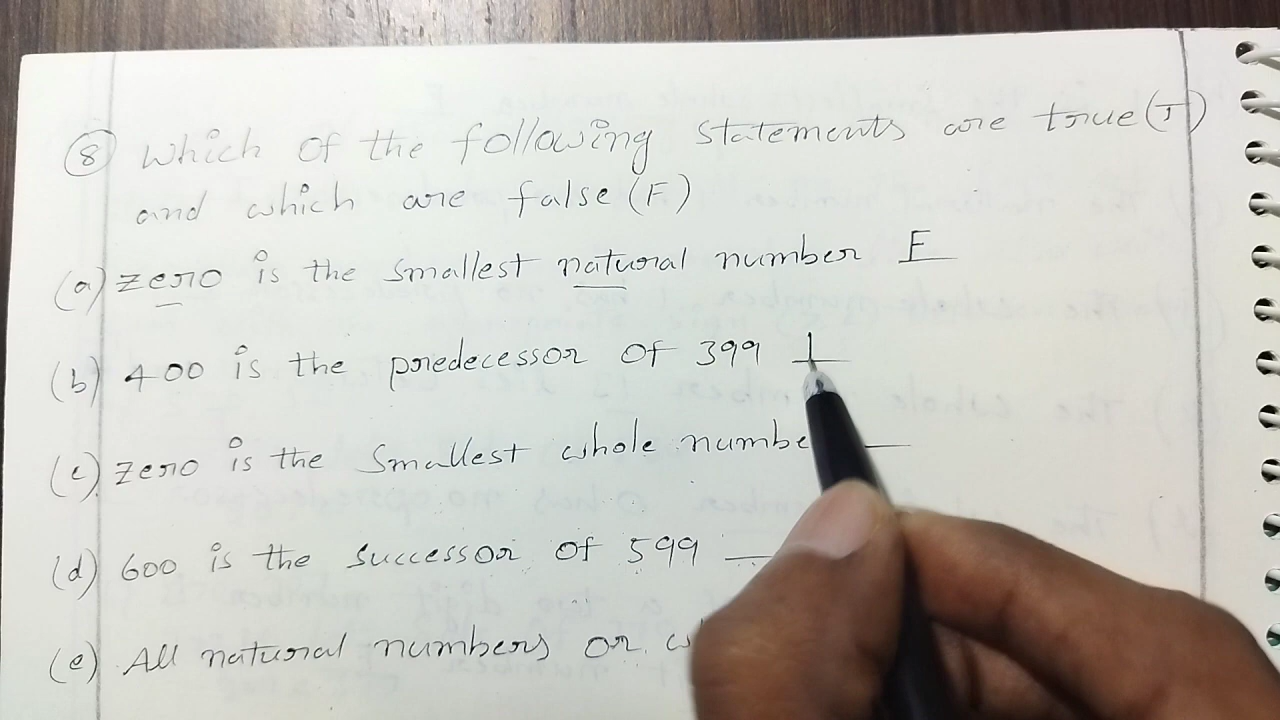 ⑧ Which of the following statements are true (T)
and which are false (F)
(a) zero is the smallest natural number F
(b) 400 is the predecessor of 399
(c) zero is the smallest whole number
(d) 600 is the successor of 599
(e) All natural numbers or